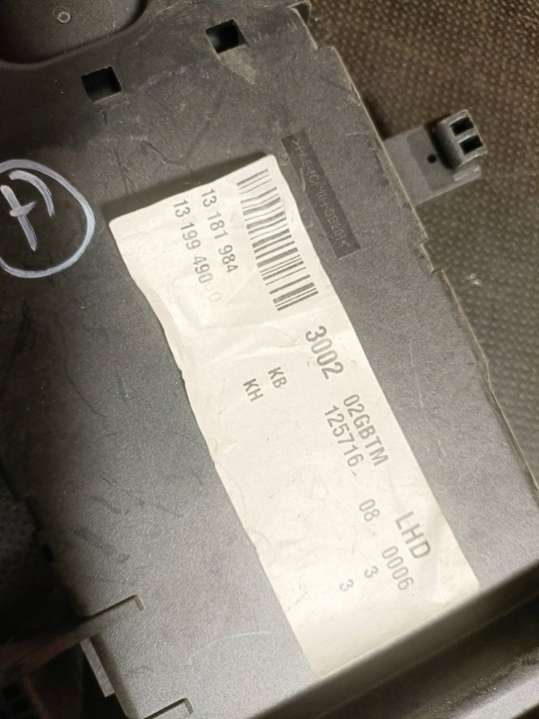 13 181 984
13 199 490
3002 02GBTM LHD
125716 08 0006
KB 3
KH 3